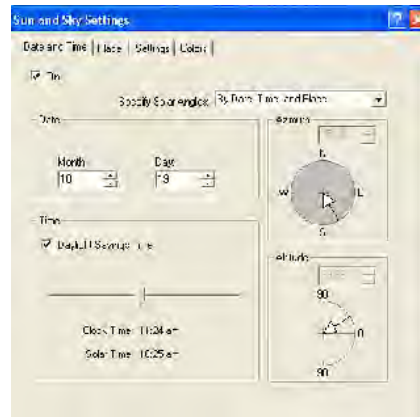 Sun and Sky Settings
Date and Time Place Settings Colors
On
Specify Solar Angles: By Date, Time, and Place
Date
Azimuth
Month
Day
10
19
N
W
E
S
Time
Daylight Savings Time
Altitude
90
0
90
Clock Time: 11:24 am
Solar Time: 10:25 am